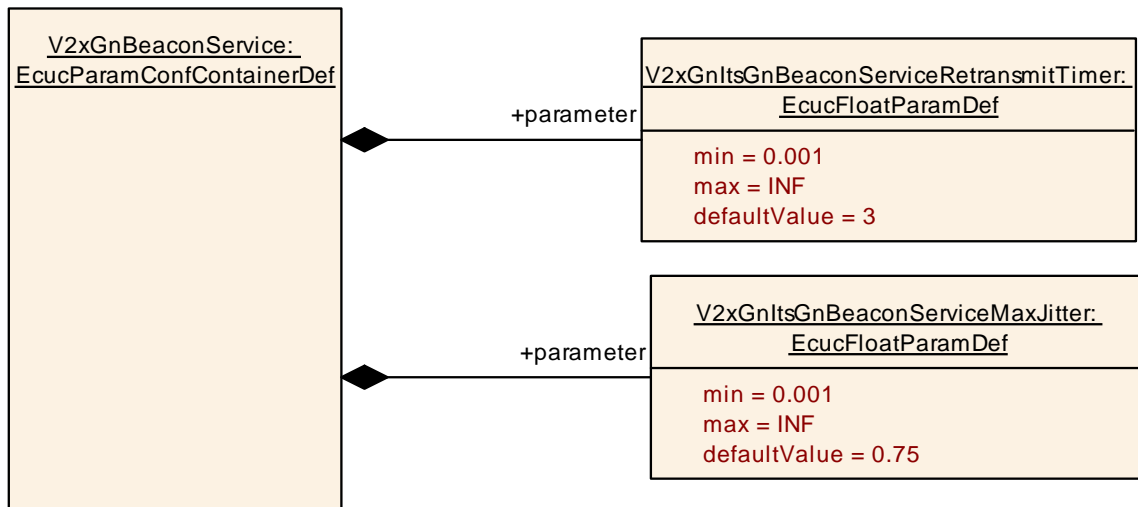 V2xGnBeaconService:
EcucParamConfContainerDef
+parameter
V2xGnItsGnBeaconServiceRetransmitTimer:
EcucFloatParamDef
min = 0.001
max = INF
defaultValue = 3
+parameter
V2xGnItsGnBeaconServiceMaxJitter:
EcucFloatParamDef
min = 0.001
max = INF
defaultValue = 0.75